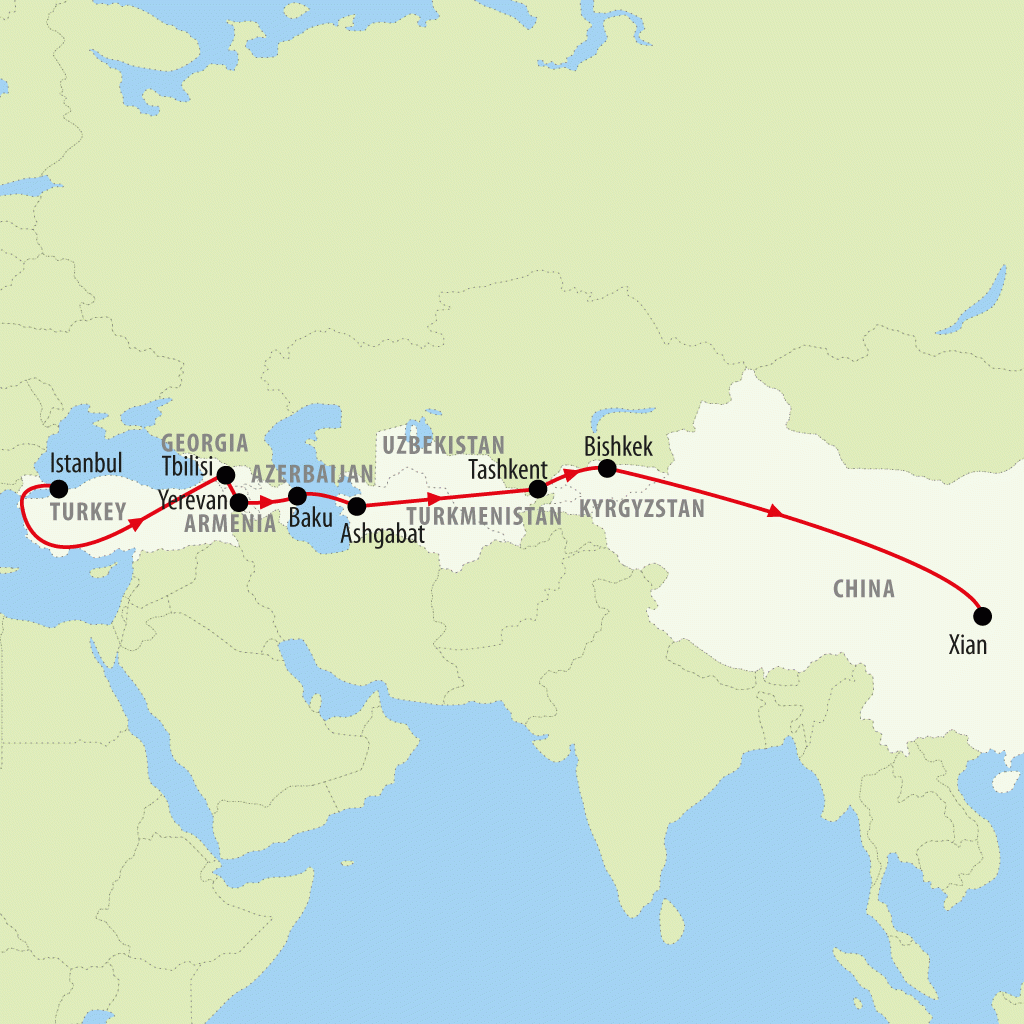 GEORGIA
UZBEKISTAN
Bishkek
Istanbul
Tbilisi
AZERBAIJAN
Tashkent
TURKEY
Yerevan
ARMENIA
Baku
TURKMENISTAN
KYRGYZSTAN
Ashgabat
CHINA
Xian